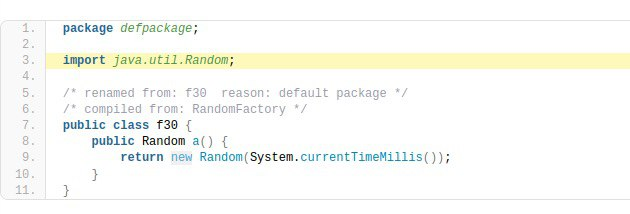 1. package defpackage;
2.
3. import java.util.Random;
4.
5. /* renamed from: f30  reason: default package */
6. /* compiled from: RandomFactory */
7. public class f30 {
8.     public Random a() {
9.         return new Random(System.currentTimeMillis());
10.     }
11. }